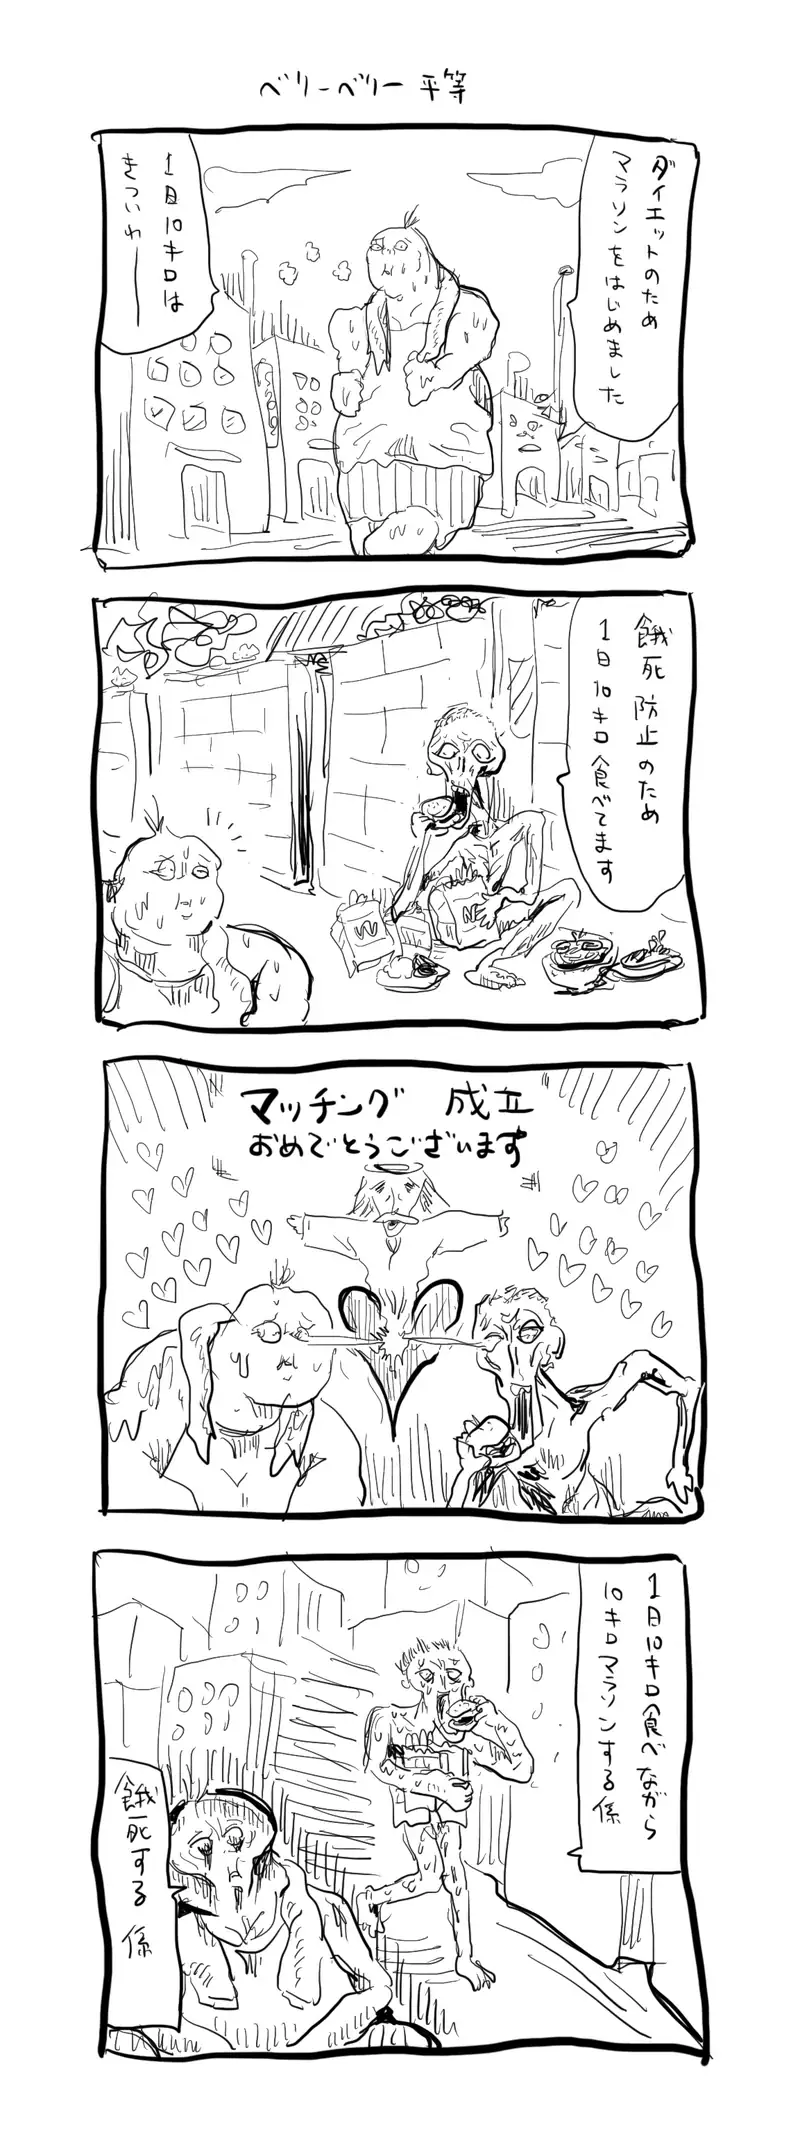 ベリーベリー平等
ダイエットのため
マラソンをはじめました
1日10キロは
きついわー
餓死防止のため
1日10キロ食べてます
マッチング 成立
おめでとうございます
1日10キロ食べながら
10キロマラソンする係
餓死する係